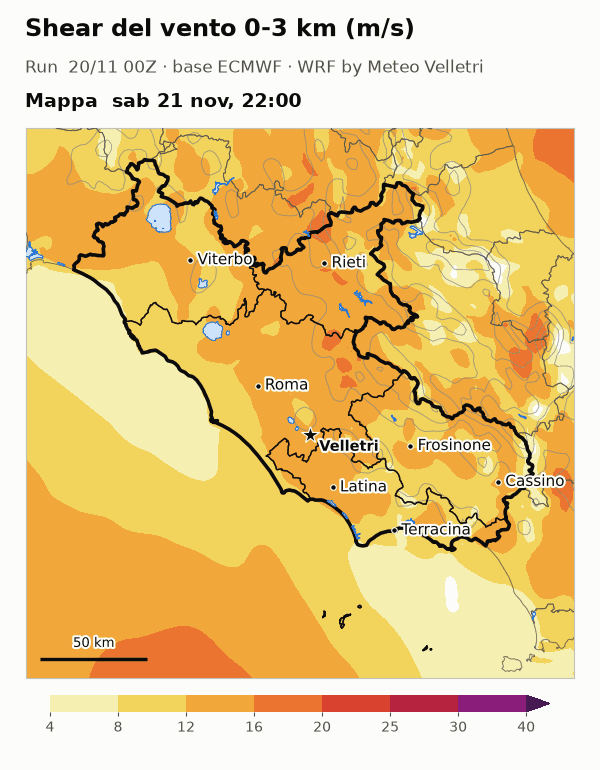 Shear del vento 0-3 km (m/s)
Run  20/11 00Z · base ECMWF · WRF by Meteo Velletri
Mappa  sab 21 nov, 22:00
Viterbo
Rieti
Roma
Velletri
Frosinone
Cassino
Latina
Terracina
50 km
4 8 12 16 20 25 30 40